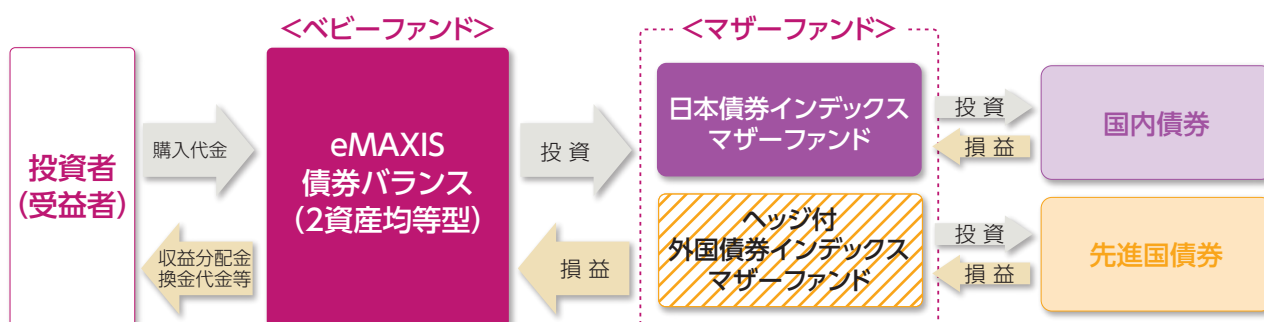 <ベビーファンド>
<マザーファンド>
投資者
(受益者)
購入代金
収益分配金
換金代金等
eMAXIS
債券バランス
(2資産均等型)
投 資
損 益
日本債券インデックス
マザーファンド
投 資
損 益
国内債券
ヘッジ付
外国債券インデックス
マザーファンド
投 資
損 益
先進国債券